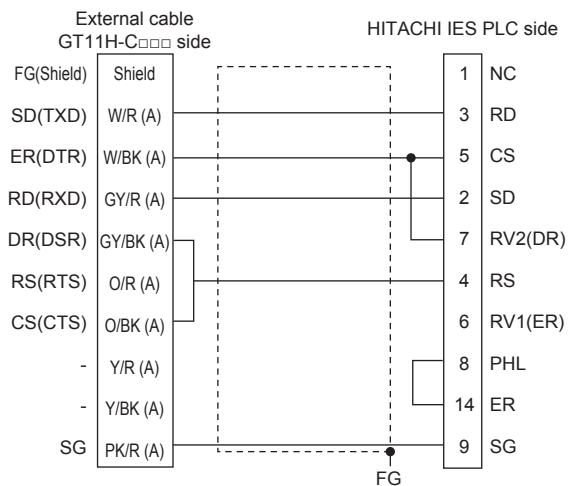 External cable
GT11H-C□□□ side
HITACHI IES PLC side
FG(Shield) Shield 1 NC
SD(TXD) W/R (A) 3 RD
ER(DTR) W/BK (A) 5 CS
RD(RXD) GY/R (A) 2 SD
DR(DSR) GY/BK (A) 7 RV2(DR)
RS(RTS) O/R (A) 4 RS
CS(CTS) O/BK (A) 6 RV1(ER)
- Y/R (A) 8 PHL
- Y/BK (A) 14 ER
SG PK/R (A) 9 SG
FG